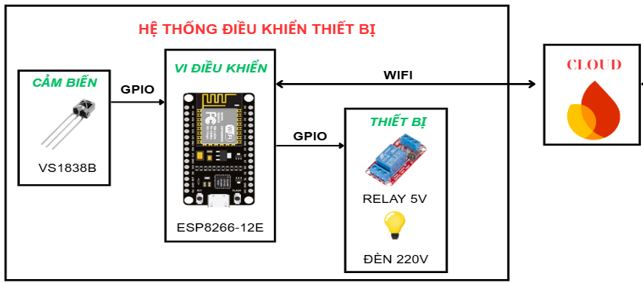 HỆ THỐNG ĐIỀU KHIỂN THIẾT BỊ
CẢM BIẾN
VS1838B
GPIO
VI ĐIỀU KHIỂN
ESP8266-12E
GPIO
WIFI
THIẾT BỊ
RELAY 5V
ĐÈN 220V
CLOUD